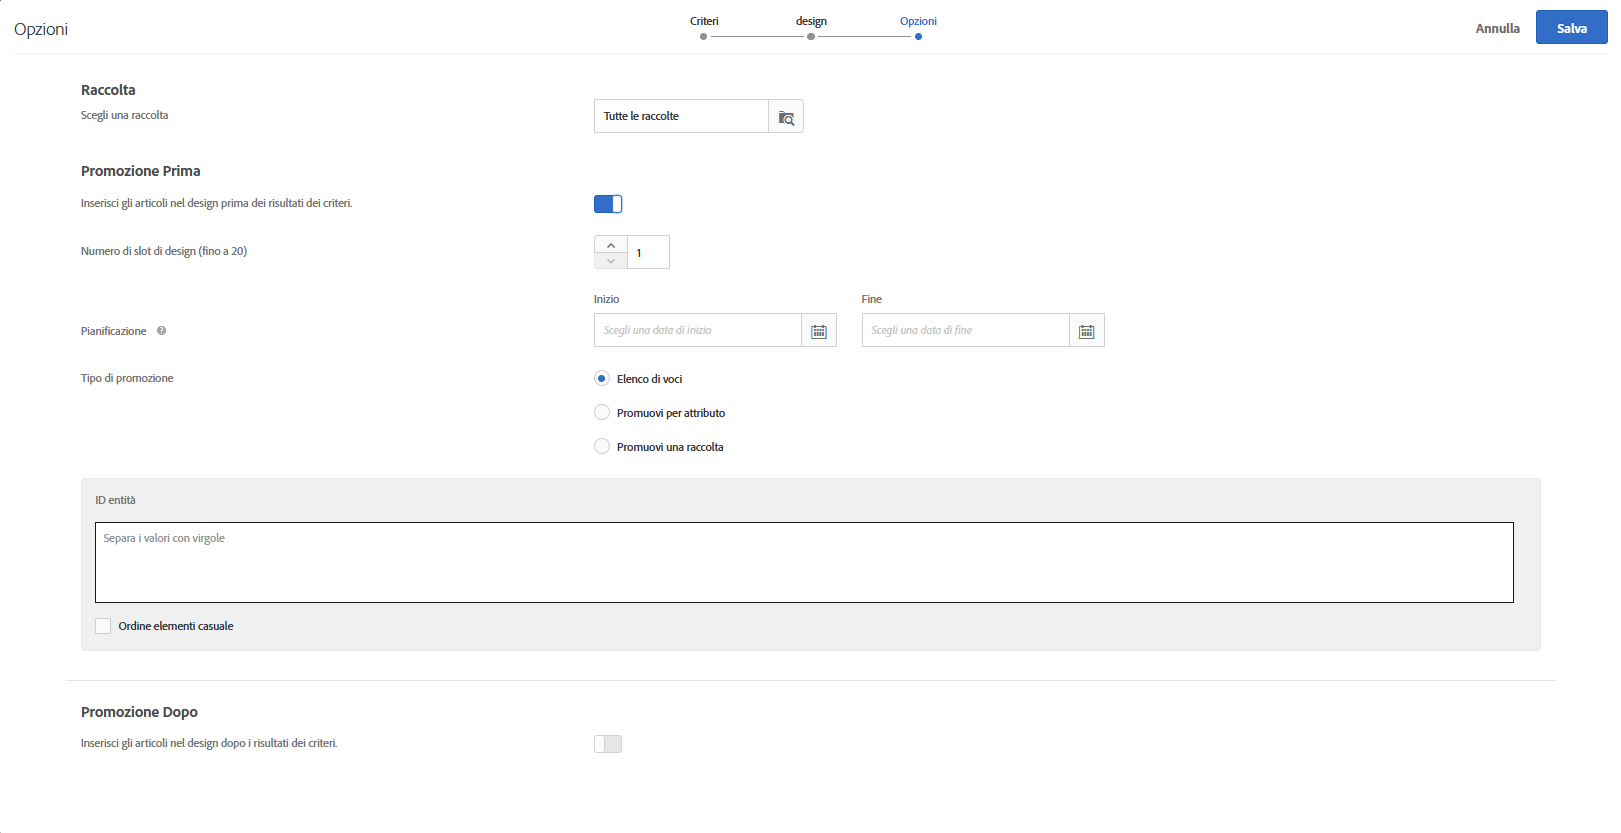 Opzioni
Criteri
design
Opzioni
Annulla
Salva
Raccolta
Scegli una raccolta
Tutte le raccolte
Promozione Prima
Inserisci gli articoli nel design prima dei risultati dei criteri.
Numero di slot di design (fino a 20)
1
Inizio
Fine
Pianificazione ?
Scegli una data di inizio
Scegli una data di fine
Tipo di promozione
Elenco di voci
Promuovi per attributo
Promuovi una raccolta
ID entità
Separa i valori con virgole
Ordine elementi casuale
Promozione Dopo
Inserisci gli articoli nel design dopo i risultati dei criteri.